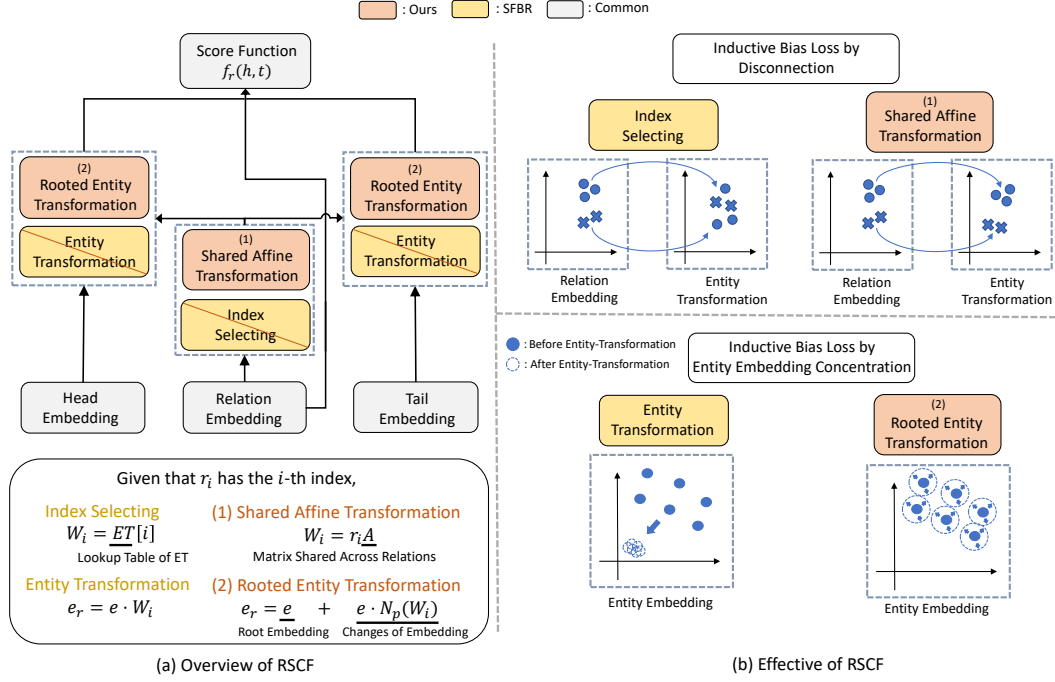 : Ours
: SFBR
: Common
Score Function
f_r(h, t)
(2)
Rooted Entity
Transformation
Entity
Transformation
(1)
Shared Affine
Transformation
Index
Selecting
(2)
Rooted Entity
Transformation
Entity
Transformation
Head
Embedding
Relation
Embedding
Tail
Embedding
Given that r_i has the i-th index,
Index Selecting
W_i = ET[i]
Lookup Table of ET
(1) Shared Affine Transformation
W_i = r_i A
Matrix Shared Across Relations
Entity Transformation
e_r = e · W_i
(2) Rooted Entity Transformation
e_r = e + e · N_p(W_i)
Root Embedding
Changes of Embedding
(a) Overview of RSCF
Inductive Bias Loss by
Disconnection
Index
Selecting
(1)
Shared Affine
Transformation
Relation
Embedding
Entity
Transformation
Relation
Embedding
Entity
Transformation
: Before Entity-Transformation
: After Entity-Transformation
Inductive Bias Loss by
Entity Embedding Concentration
Entity
Transformation
(2)
Rooted Entity
Transformation
Entity Embedding
Entity Embedding
(b) Effective of RSCF